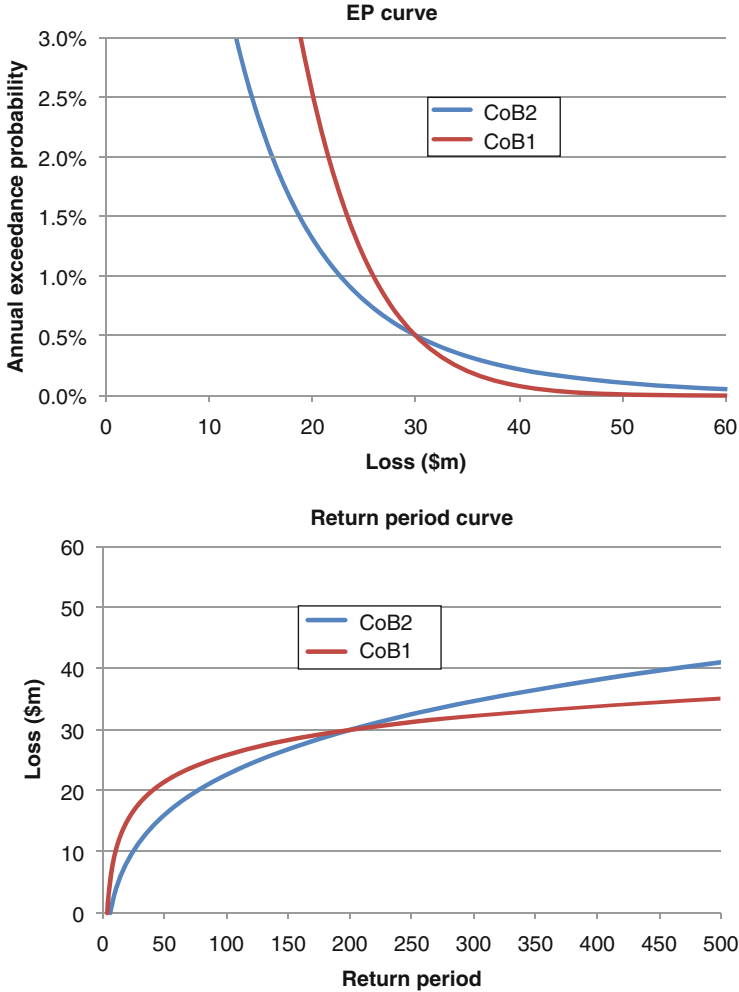 EP curve
Annual exceedance probability
3.0%
2.5%
2.0%
1.5%
1.0%
0.5%
0.0%
CoB2
CoB1
0 10 20 30 40 50 60
Loss ($m)
Return period curve
Loss ($m)
60
50
40
30
20
10
0
CoB2
CoB1
0 50 100 150 200 250 300 350 400 450 500
Return period